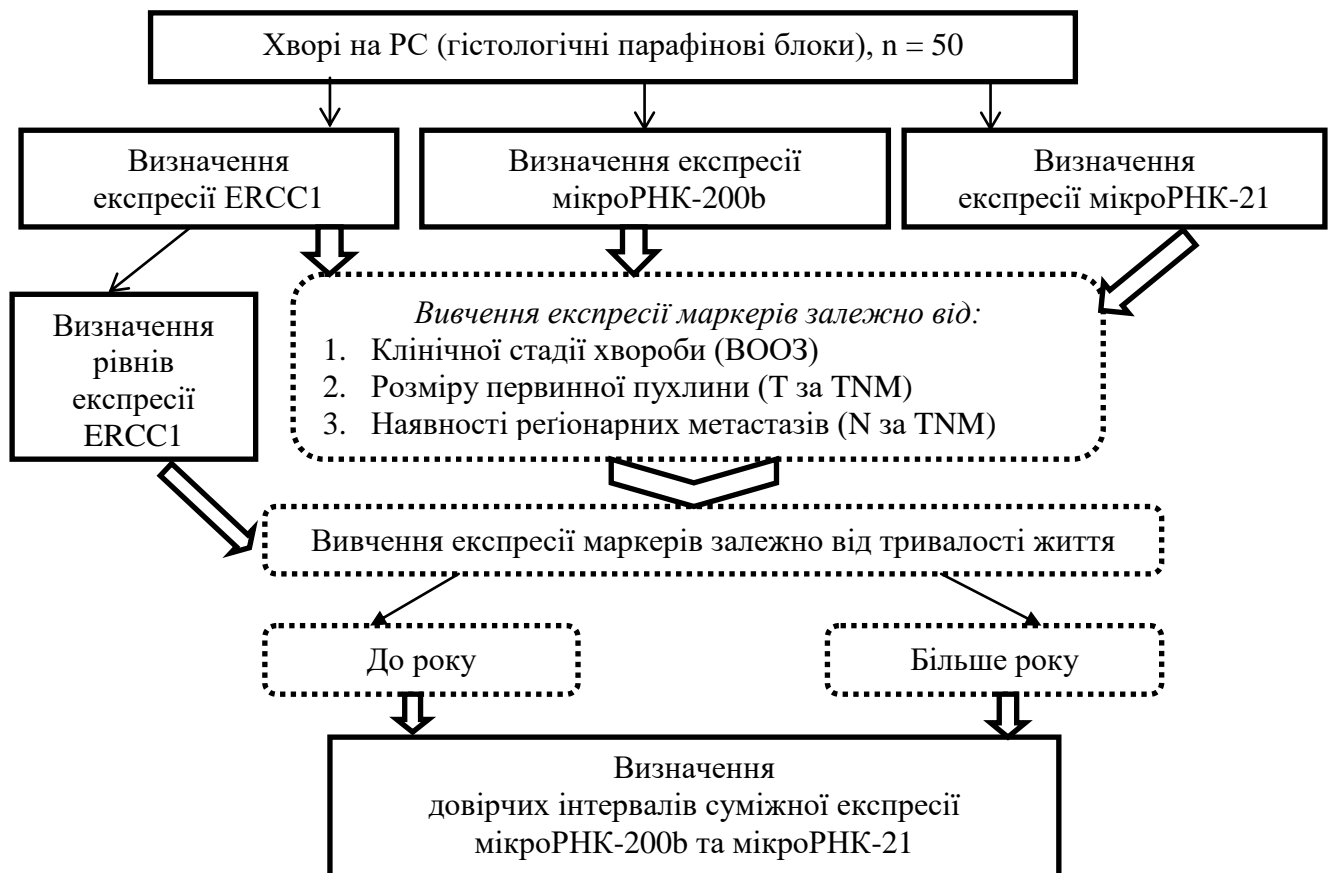 Хворі на РС (гістологічні парафінові блоки), n = 50
Визначення
експресії ERCC1
Визначення експресії
мікроРНК-200b
Визначення
експресії мікроРНК-21
Визначення
рівнів
експресії
ERCC1
Вивчення експресії маркерів залежно від:
1. Клінічної стадії хвороби (ВООЗ)
2. Розміру первинної пухлини (Т за TNM)
3. Наявності реґіонарних метастазів (N за TNM)
Вивчення експресії маркерів залежно від тривалості життя
До року
Більше року
Визначення
довірчих інтервалів суміжної експресії
мікроРНК-200b та мікроРНК-21